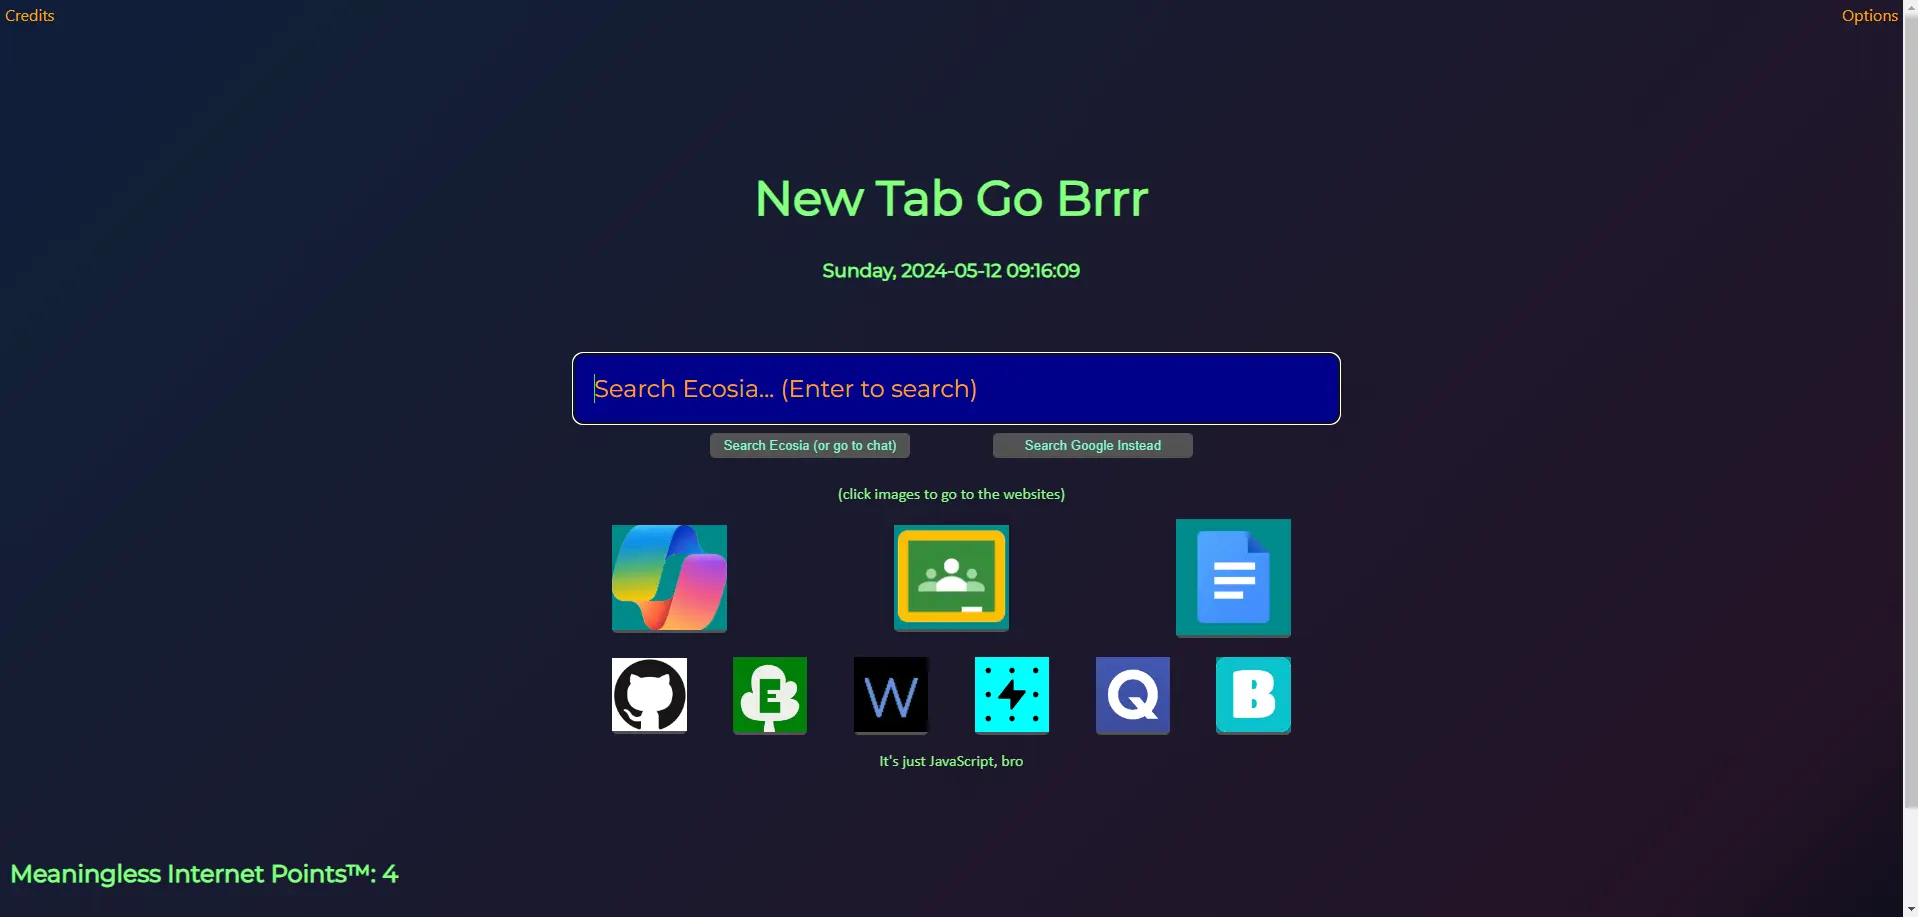 Credits
Options
New Tab Go Brrr
Sunday, 2024-05-12 09:16:09
Search Ecosia... (Enter to search)
Search Ecosia (or go to chat)
Search Google Instead
(click images to go to the websites)
E
W
Q
B
It's just JavaScript, bro
Meaningless Internet Points™: 4